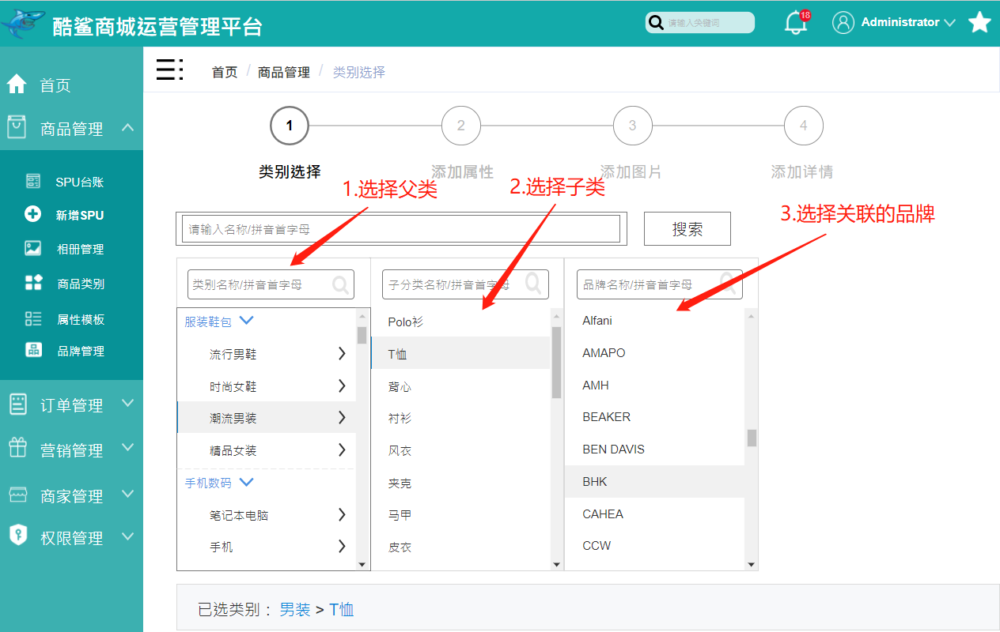 酷鲨商城运营管理平台
请输入关键词
18
Administrator
首页
商品管理
SPU台账
新增SPU
相册管理
商品类别
属性模板
品牌管理
订单管理
营销管理
商家管理
权限管理
首页 / 商品管理 / 类别选择
1 2 3 4
类别选择 添加属性 添加图片 添加详情
1.选择父类
2.选择子类
3.选择关联的品牌
请输入名称/拼音首字母
搜索
类别名称/拼音首字母
服装鞋包
流行男鞋
时尚女鞋
潮流男装
精品女装
手机数码
笔记本电脑
手机
子分类名称/拼音首字母
Polo衫
T恤
背心
衬衫
风衣
夹克
马甲
皮衣
品牌名称/拼音首字母
Alfani
AMAPO
AMH
BEAKER
BEN DAVIS
BHK
CAHEA
CCW
已选类别： 男装 > T恤